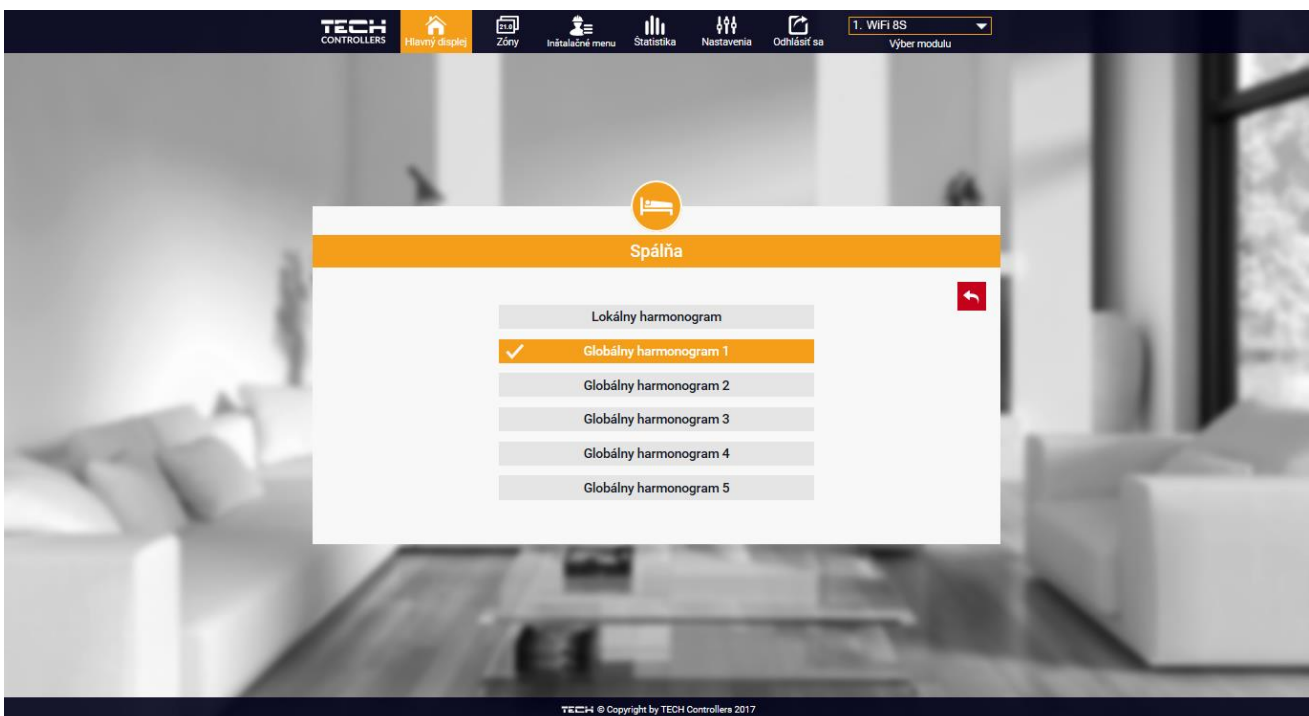 TECH
CONTROLLERS
Hlavný displej
21.0
Zóny
Inštalačné menu
Štatistika
Nastavenia
Odhlásiť sa
1. WiFi 8S
Výber modulu
Spálňa
Lokálny harmonogram
Globálny harmonogram 1
Globálny harmonogram 2
Globálny harmonogram 3
Globálny harmonogram 4
Globálny harmonogram 5
TECH © Copyright by TECH Controllers 2017